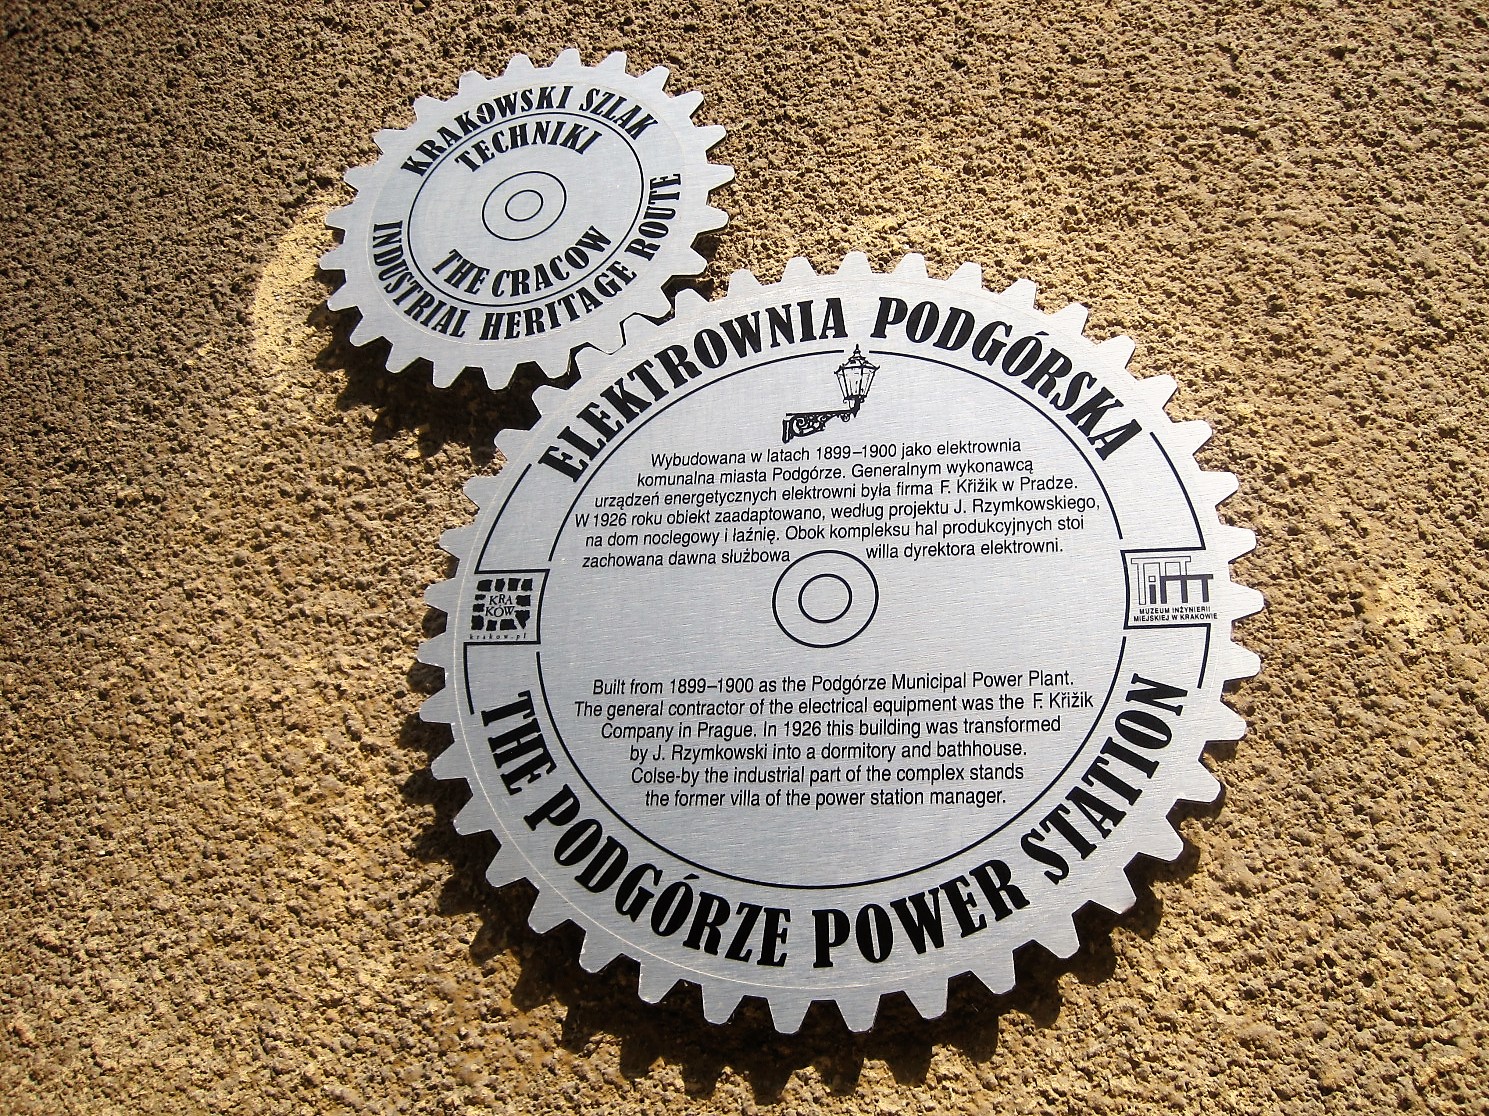 KRAKOWSKI SZLAK
TECHNIKI
THE CRACOW
INDUSTRIAL HERITAGE ROUTE
ELEKTROWNIA PODGÓRSKA
Wybudowana w latach 1899–1900 jako elektrownia
komunalna miasta Podgórze. Generalnym wykonawcą
urządzeń energetycznych elektrowni była firma F. Křižik w Pradze.
W 1926 roku obiekt zaadaptowano, według projektu J. Rzymkowskiego,
na dom noclegowy i łaźnię. Obok kompleksu hal produkcyjnych stoi
zachowana dawna służbowa willa dyrektora elektrowni.
KRA
KÓW
krakow.pl
MUZEUM INŻYNIERII
MIEJSKIEJ W KRAKOWIE
Built from 1899–1900 as the Podgórze Municipal Power Plant.
The general contractor of the electrical equipment was the F. Křižik
Company in Prague. In 1926 this building was transformed
by J. Rzymkowski into a dormitory and bathhouse.
Colse-by the industrial part of the complex stands
the former villa of the power station manager.
THE PODGÓRZE POWER STATION